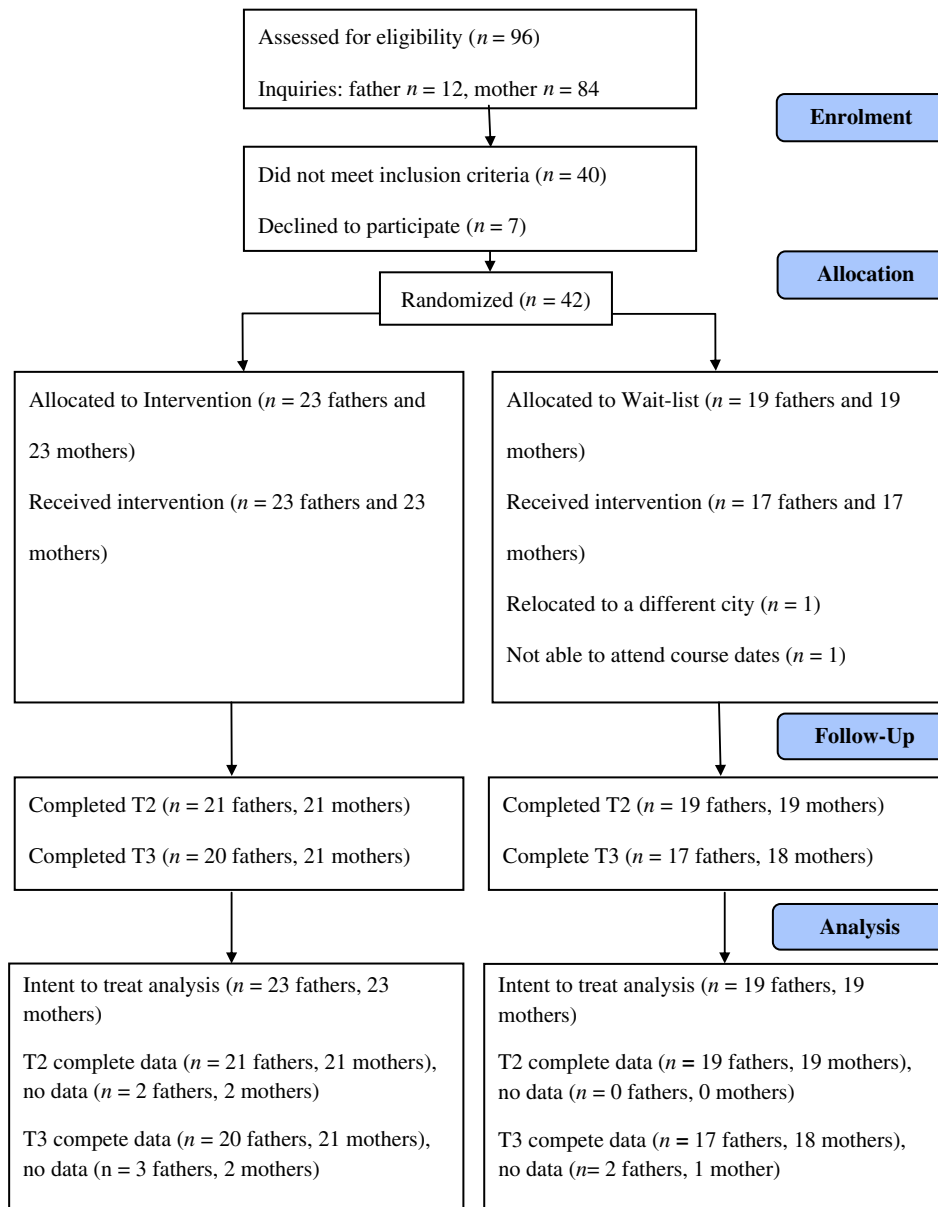 Assessed for eligibility (n = 96)
Inquiries: father n = 12, mother n = 84
Enrolment
Did not meet inclusion criteria (n = 40)
Declined to participate (n = 7)
Allocation
Randomized (n = 42)
Allocated to Intervention (n = 23 fathers and
23 mothers)
Received intervention (n = 23 fathers and 23
mothers)
Allocated to Wait-list (n = 19 fathers and 19
mothers)
Received intervention (n = 17 fathers and 17
mothers)
Relocated to a different city (n = 1)
Not able to attend course dates (n = 1)
Follow-Up
Completed T2 (n = 21 fathers, 21 mothers)
Completed T3 (n = 20 fathers, 21 mothers)
Completed T2 (n = 19 fathers, 19 mothers)
Complete T3 (n = 17 fathers, 18 mothers)
Analysis
Intent to treat analysis (n = 23 fathers, 23
mothers)
T2 complete data (n = 21 fathers, 21 mothers),
no data (n = 2 fathers, 2 mothers)
T3 compete data (n = 20 fathers, 21 mothers),
no data (n = 3 fathers, 2 mothers)
Intent to treat analysis (n = 19 fathers, 19
mothers)
T2 complete data (n = 19 fathers, 19 mothers),
no data (n = 0 fathers, 0 mothers)
T3 compete data (n = 17 fathers, 18 mothers),
no data (n= 2 fathers, 1 mother)